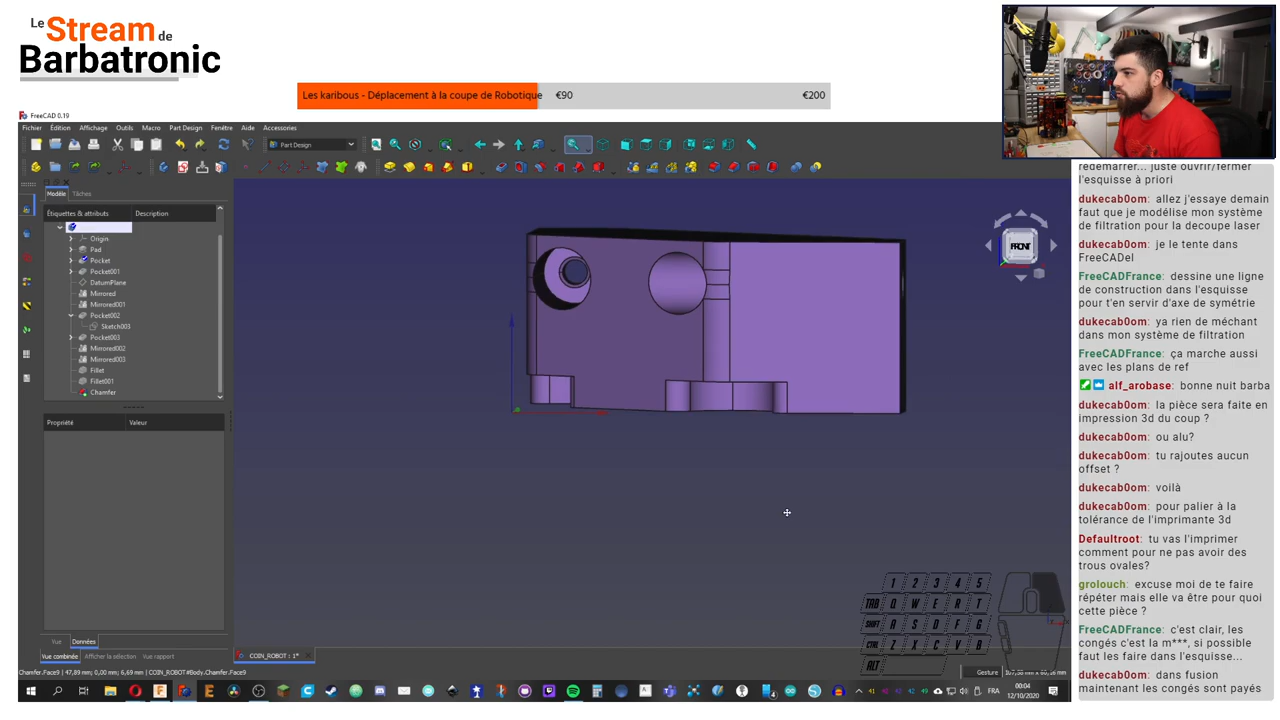 Le Stream de
Barbatronic
Les karibous - Déplacement à la coupe de Robotique €90 €200
FreeCAD 0.19
Fichier Édition Affichage Outils Macro Part Design Fenêtre Aide Accessories
Part Design
Modèle Tâches
Étiquettes & attributs Description
Origin
Pad
Pocket
Pocket001
DatumPlane
Mirrored
Mirrored001
Pocket002
Sketch003
Pocket003
Mirrored002
Mirrored003
Fillet
Fillet001
Chamfer
Propriété Valeur
Vue Données
Vue combinée Afficher la sélection Vue rapport
COIN_ROBOT : 1*
Chamfer.Face9 | 47,89 mm; 0,00 mm; 6,69 mm | COIN_ROBOT#Body.Chamfer.Face9
Gesture
FRONT
1 2 3 4 5
TAB Q W E R T
SHIFT A S D F G
CTRL Z X C V B
ALT
redémarrer... juste ouvrir/fermer
l'esquisse à priori
dukecab0om: allez j'essaye demain
faut que je modélise mon système
de filtration pour la decoupe laser
dukecab0om: je le tente dans
FreeCADel
FreeCADFrance: dessine une ligne
de construction dans l'esquisse
pour t'en servir d'axe de symétrie
dukecab0om: ya rien de méchant
dans mon système de filtration
FreeCADFrance: ça marche aussi
avec les plans de ref
alf_arobase: bonne nuit barba
dukecab0om: la pièce sera faite en
impression 3d du coup ?
dukecab0om: ou alu?
dukecab0om: tu rajoutes aucun
offset ?
dukecab0om: voilà
dukecab0om: pour palier à la
tolérance de l'imprimante 3d
Defaultroot: tu vas l'imprimer
comment pour ne pas avoir des
trous ovales?
grolouch: excuse moi de te faire
répéter mais elle va être pour quoi
cette pièce ?
FreeCADFrance: c'est clair, les
congés c'est la m***, si possible
faut les faire dans l'esquisse...
dukecab0om: dans fusion
maintenant les congés sont payés
FRA
00:04
12/10/2020